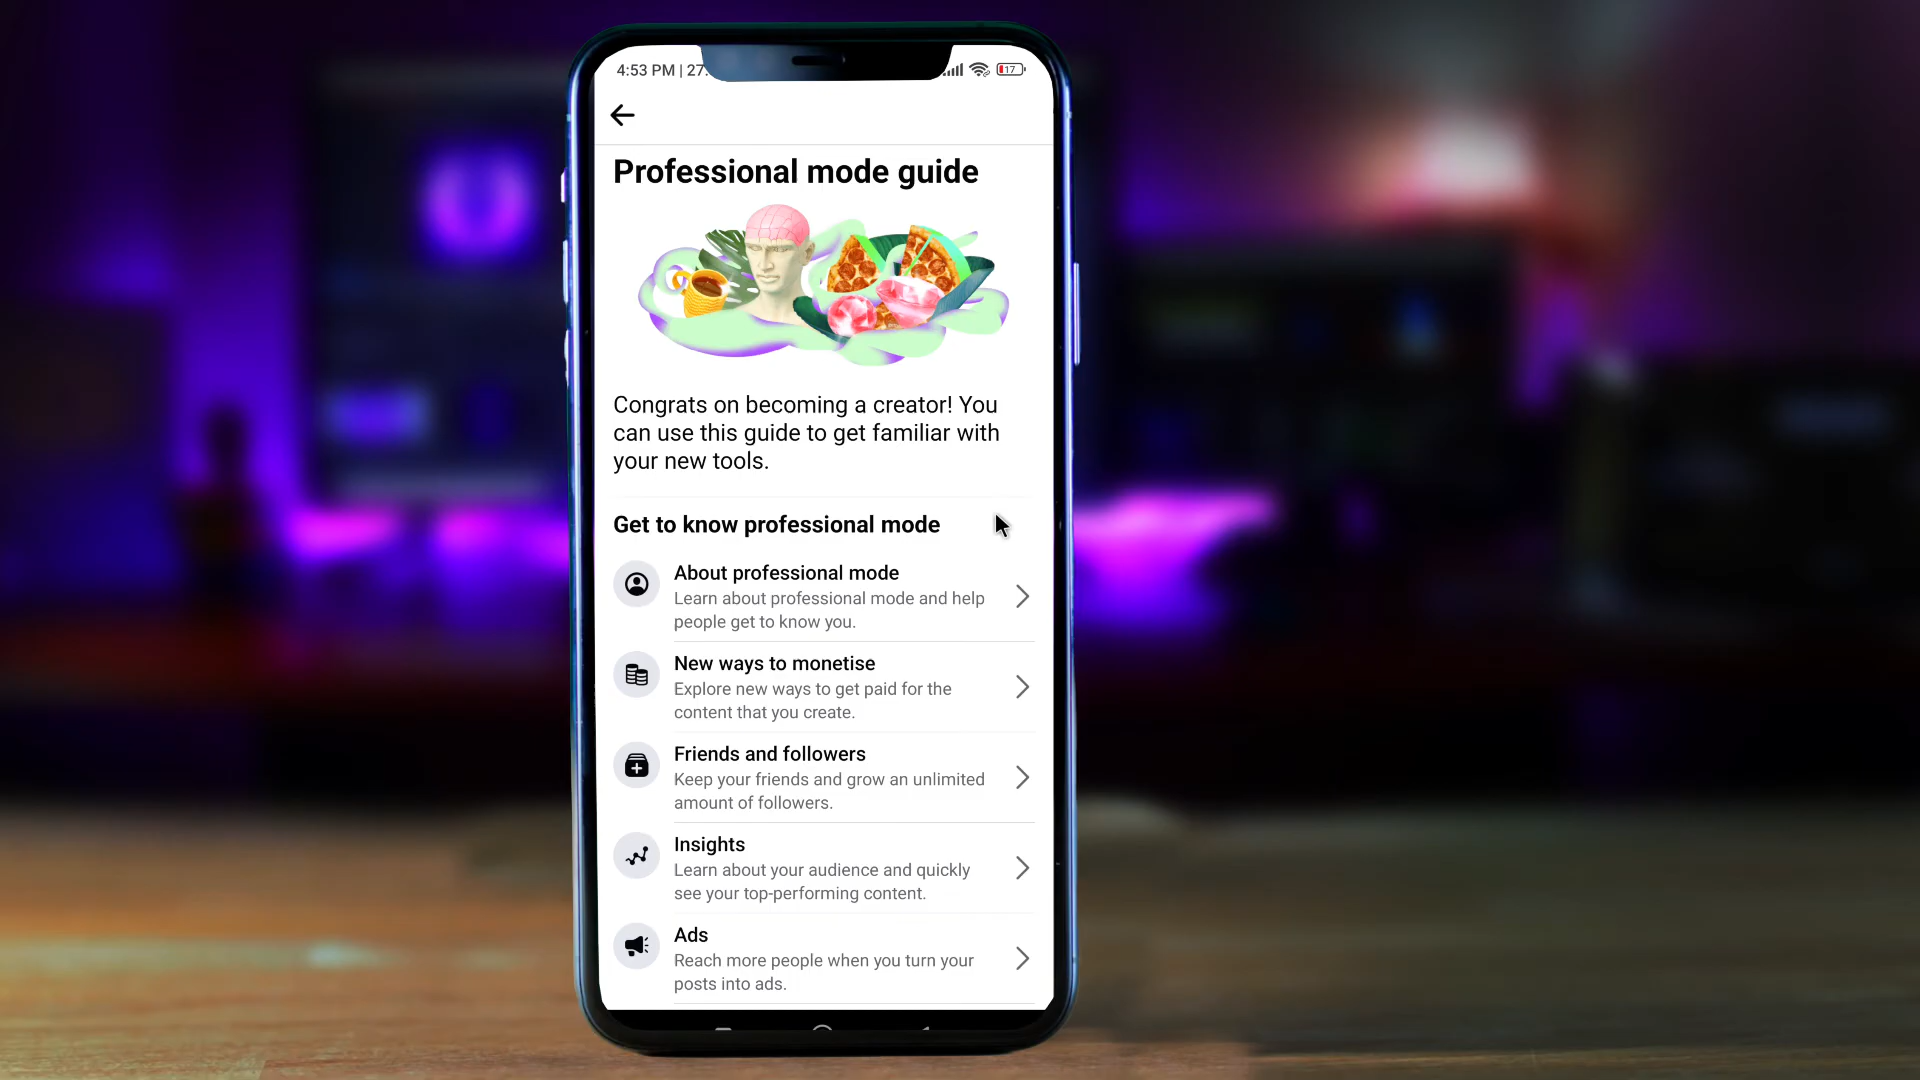 4:53 PM | 27.
17
Professional mode guide
Congrats on becoming a creator! You
can use this guide to get familiar with
your new tools.
Get to know professional mode
About professional mode
Learn about professional mode and help
people get to know you.
New ways to monetise
Explore new ways to get paid for the
content that you create.
Friends and followers
Keep your friends and grow an unlimited
amount of followers.
Insights
Learn about your audience and quickly
see your top-performing content.
Ads
Reach more people when you turn your
posts into ads.